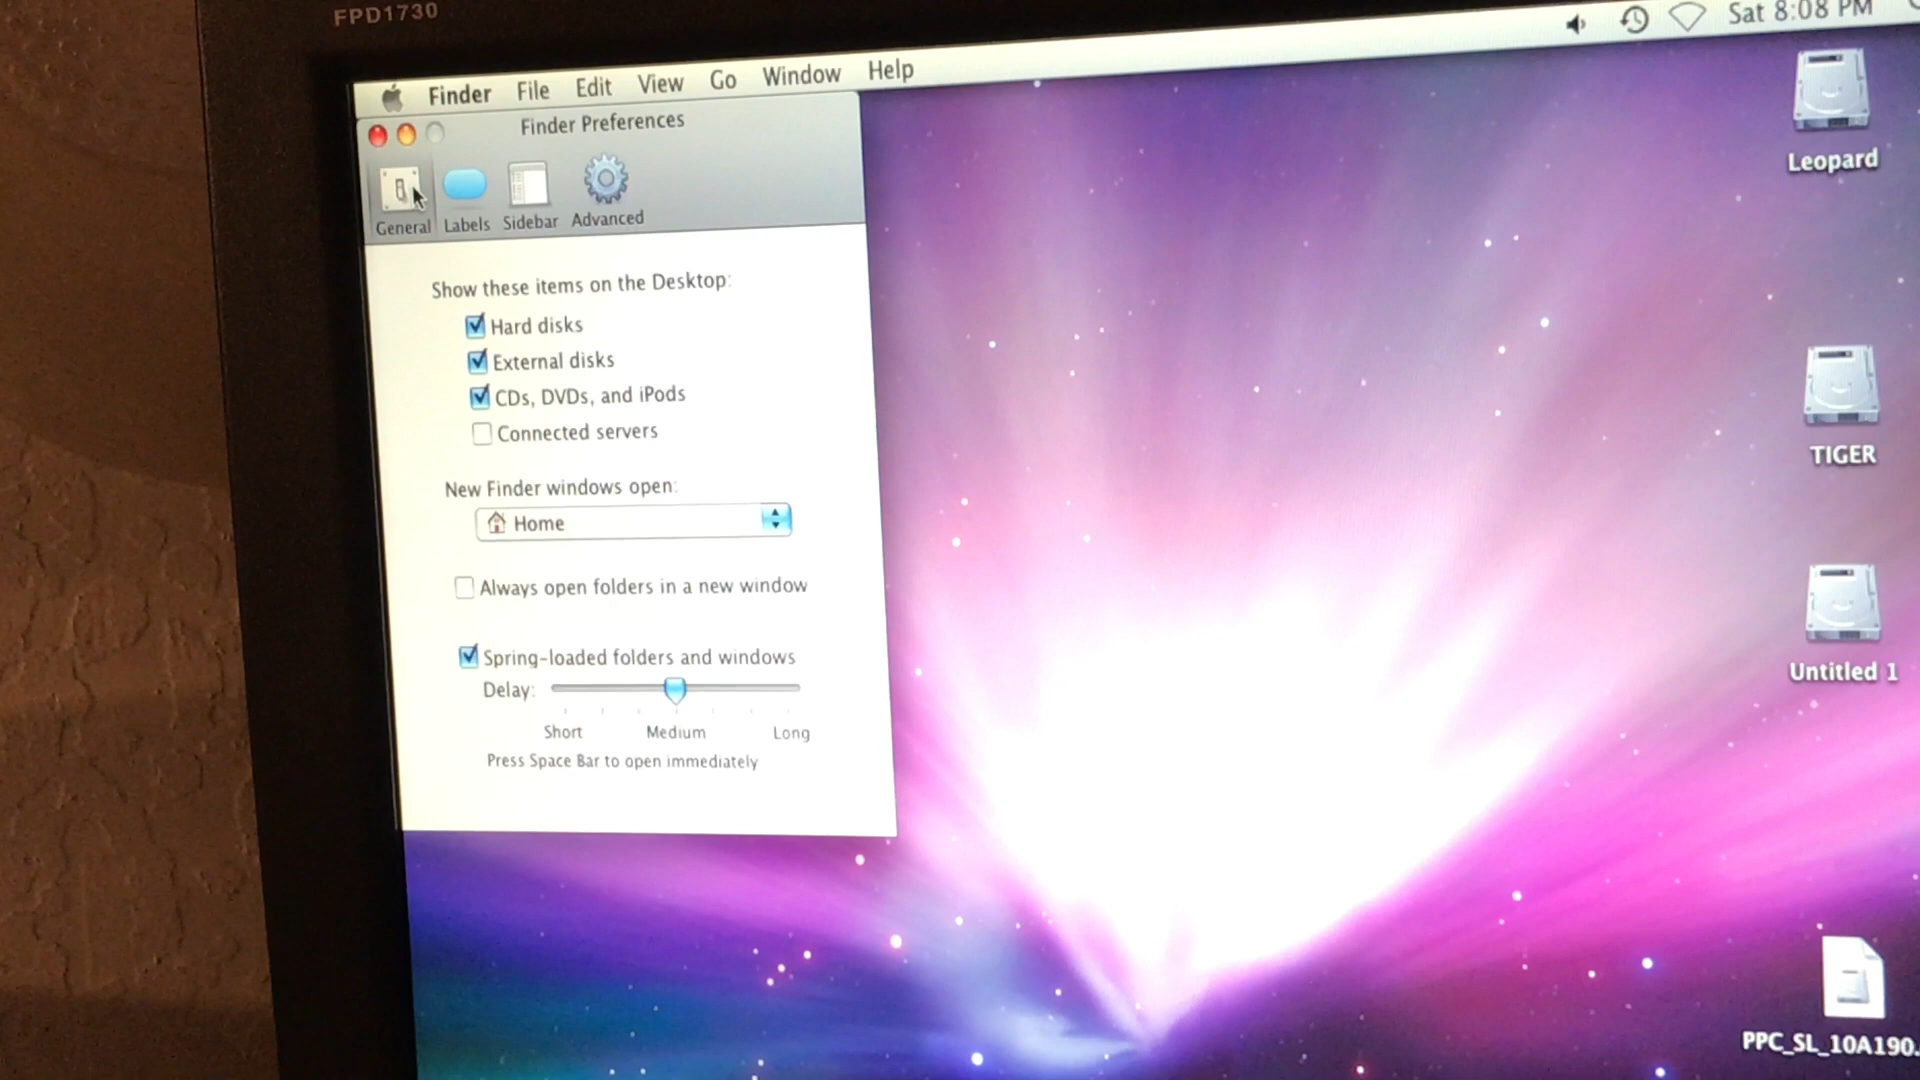 FPD1730
Finder File Edit View Go Window Help
Sat 8:08 PM
Finder Preferences
General Labels Sidebar Advanced
Show these items on the Desktop:
Hard disks
External disks
CDs, DVDs, and iPods
Connected servers
New Finder windows open:
Home
Always open folders in a new window
Spring-loaded folders and windows
Delay:
Short Medium Long
Press Space Bar to open immediately
Leopard
TIGER
Untitled 1
PPC_SL_10A190.